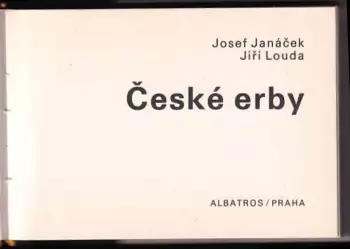 Josef Janáček
Jiří Louda
České erby
ALBATROS/PRAHA